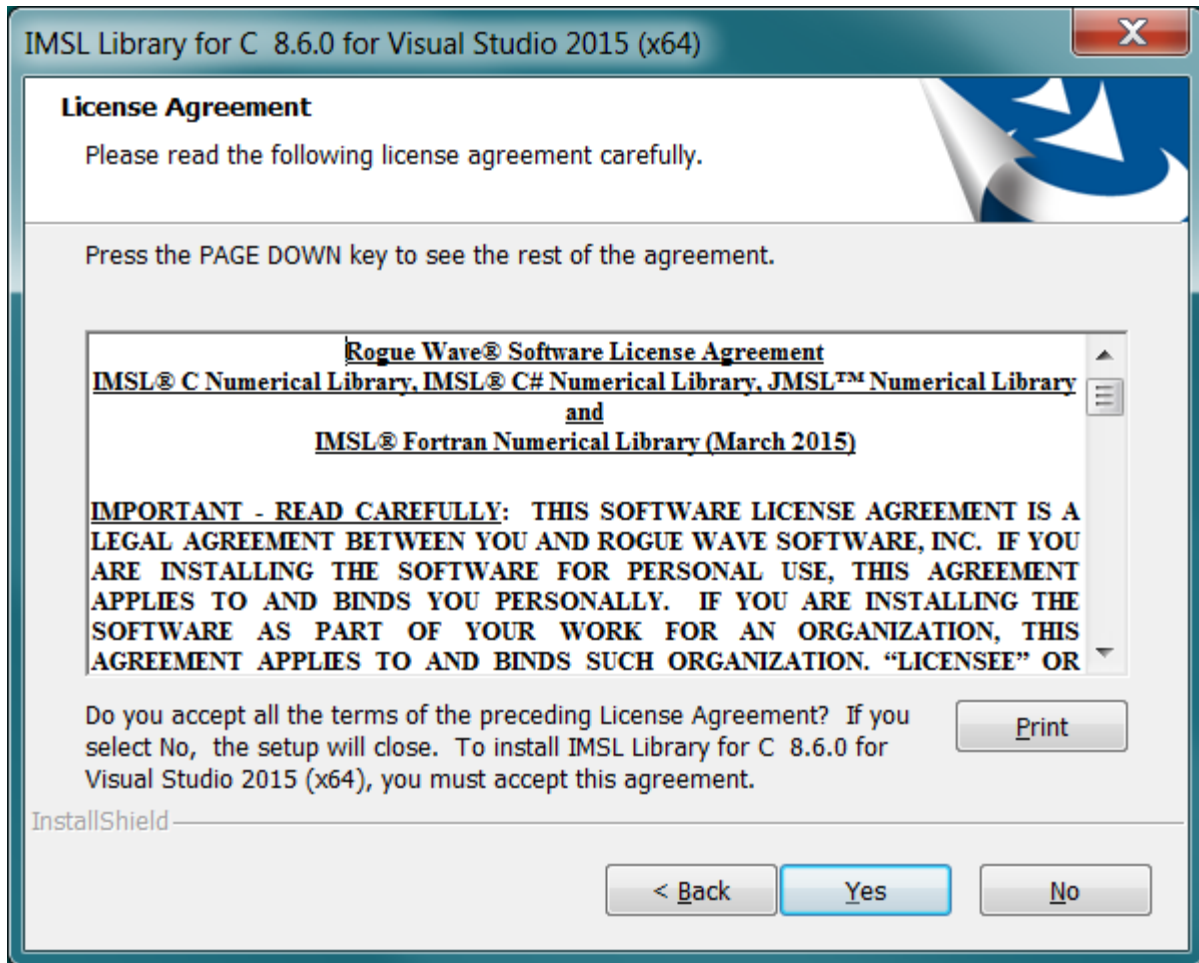 IMSL Library for C 8.6.0 for Visual Studio 2015 (x64)
License Agreement
Please read the following license agreement carefully.
Press the PAGE DOWN key to see the rest of the agreement.
Rogue Wave® Software License Agreement
IMSL® C Numerical Library, IMSL® C# Numerical Library, JMSL™ Numerical Library
and
IMSL® Fortran Numerical Library (March 2015)
IMPORTANT - READ CAREFULLY: THIS SOFTWARE LICENSE AGREEMENT IS A
LEGAL AGREEMENT BETWEEN YOU AND ROGUE WAVE SOFTWARE, INC. IF YOU
ARE INSTALLING THE SOFTWARE FOR PERSONAL USE, THIS AGREEMENT
APPLIES TO AND BINDS YOU PERSONALLY. IF YOU ARE INSTALLING THE
SOFTWARE AS PART OF YOUR WORK FOR AN ORGANIZATION, THIS
AGREEMENT APPLIES TO AND BINDS SUCH ORGANIZATION. “LICENSEE” OR
Do you accept all the terms of the preceding License Agreement? If you
select No, the setup will close. To install IMSL Library for C 8.6.0 for
Visual Studio 2015 (x64), you must accept this agreement.
Print
InstallShield
< Back
Yes
No